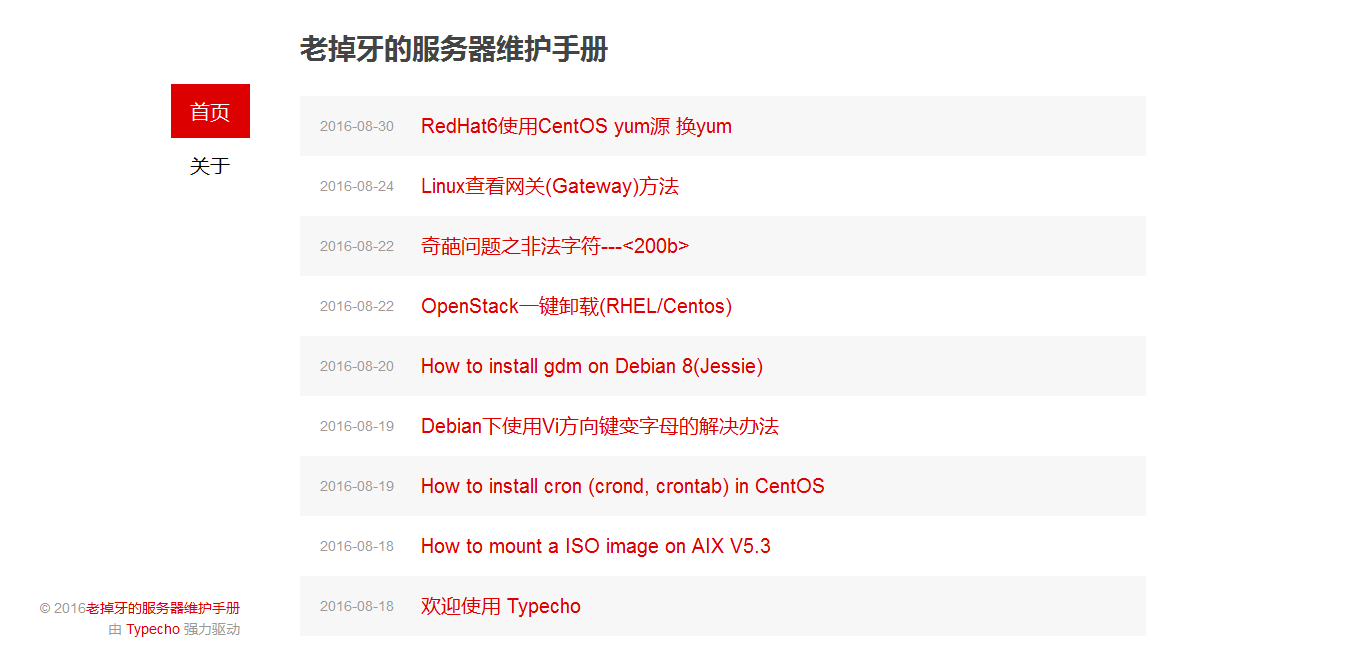 老掉牙的服务器维护手册
首页
关于
2016-08-30 RedHat6使用CentOS yum源 换yum
2016-08-24 Linux查看网关(Gateway)方法
2016-08-22 奇葩问题之非法字符---<200b>
2016-08-22 OpenStack一键卸载(RHEL/Centos)
2016-08-20 How to install gdm on Debian 8(Jessie)
2016-08-19 Debian下使用Vi方向键变字母的解决办法
2016-08-19 How to install cron (crond, crontab) in CentOS
2016-08-18 How to mount a ISO image on AIX V5.3
2016-08-18 欢迎使用 Typecho
© 2016老掉牙的服务器维护手册
由 Typecho 强力驱动